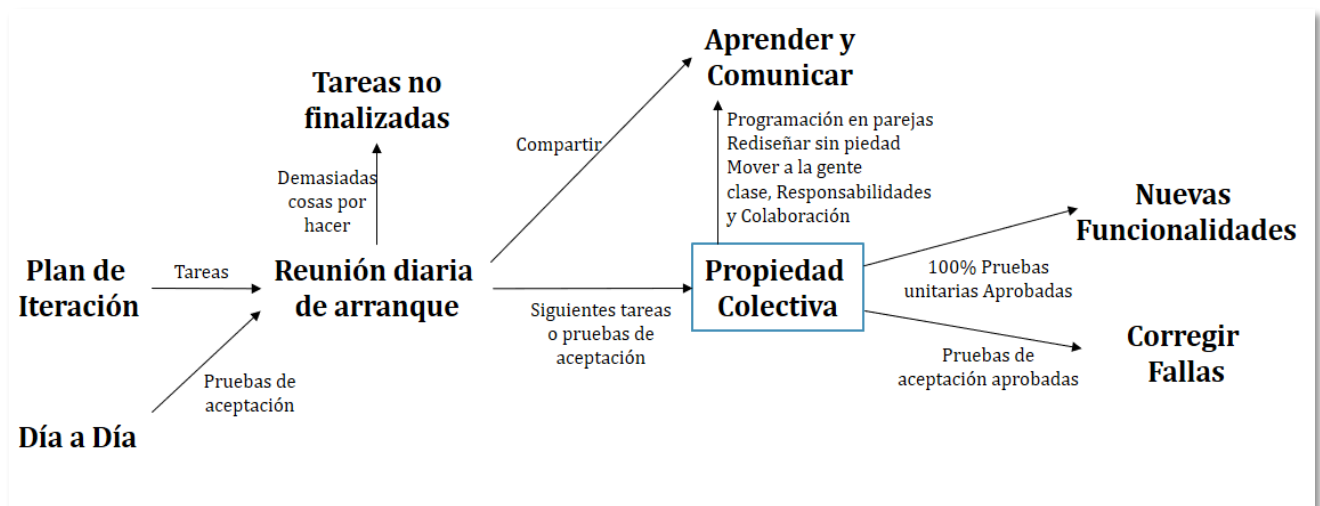 Aprender y
Comunicar
Tareas no
finalizadas
Programación en parejas
Rediseñar sin piedad
Mover a la gente
clase, Responsabilidades
y Colaboración
Compartir
Demasiadas
cosas por
hacer
Nuevas
Funcionalidades
Plan de
Iteración
Tareas
Reunión diaria
de arranque
Propiedad
Colectiva
100% Pruebas
unitarias Aprobadas
Siguientes tareas
o pruebas de
aceptación
Corregir
Fallas
Pruebas de
aceptación aprobadas
Pruebas de
aceptación
Día a Día